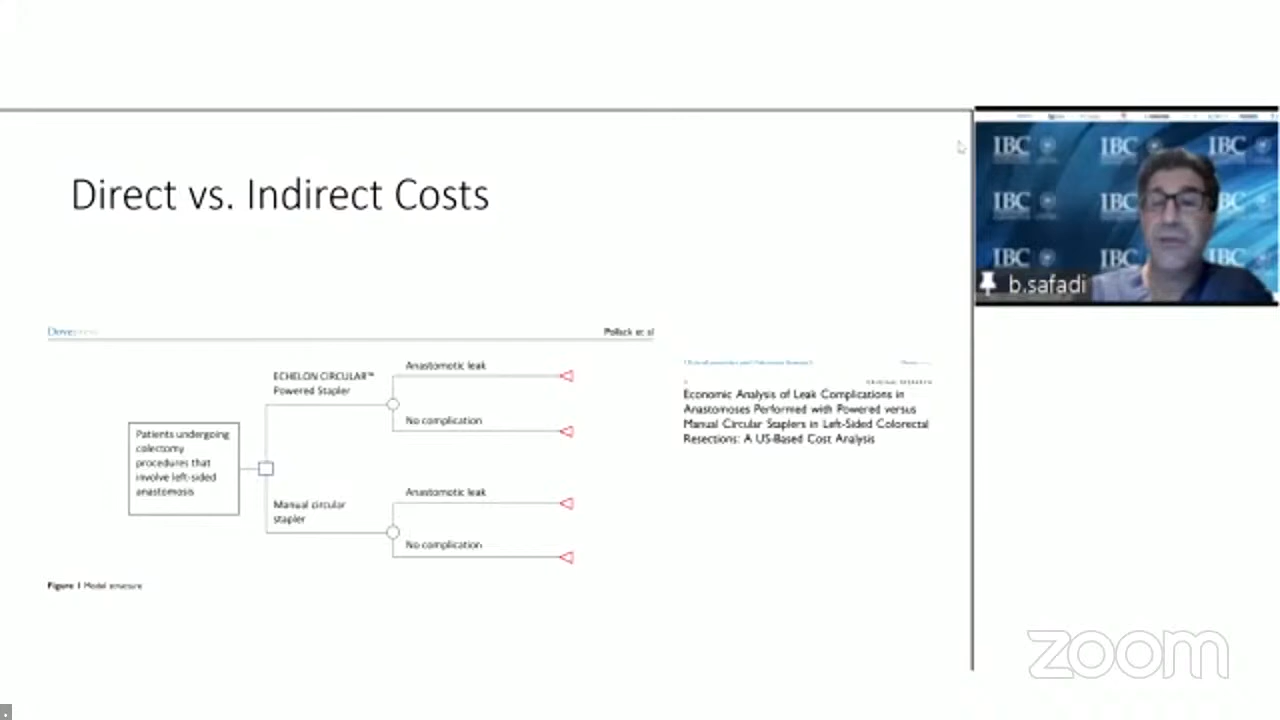 Direct vs. Indirect Costs
Dovepress
Pollack et al
ECHELON CIRCULAR™
Powered Stapler
Anastomotic leak
No complication
Patients undergoing
colectomy
procedures that
involve left-sided
anastomosis
Manual circular
stapler
Anastomotic leak
No complication
Figure 1 Model structure
ORIGINAL RESEARCH
Economic Analysis of Leak Complications in
Anastomoses Performed with Powered versus
Manual Circular Staplers in Left-Sided Colorectal
Resections: A US-Based Cost Analysis
IBC IBC IBC
IBC IBC
IBC IBC
b.safadi
zoom